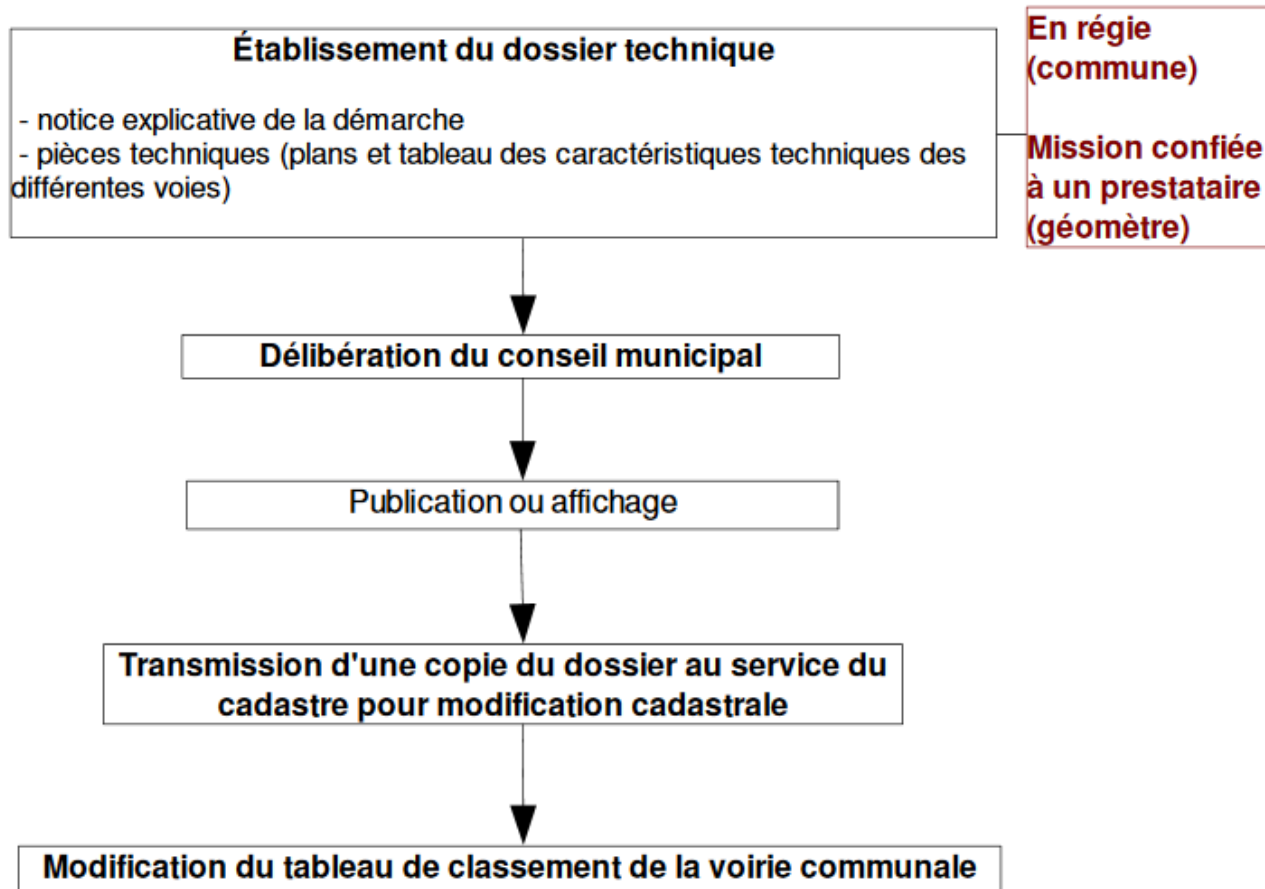 Établissement du dossier technique
- notice explicative de la démarche
- pièces techniques (plans et tableau des caractéristiques techniques des
différentes voies)
En régie
(commune)
Mission confiée
à un prestataire
(géomètre)
Délibération du conseil municipal
Publication ou affichage
Transmission d'une copie du dossier au service du
cadastre pour modification cadastrale
Modification du tableau de classement de la voirie communale